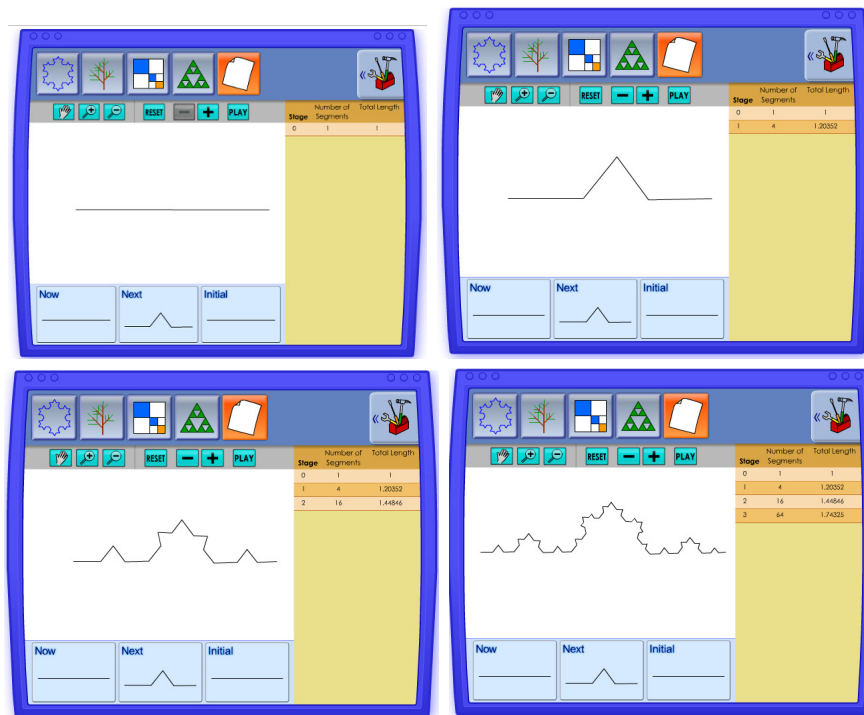 RESET − + PLAY
Stage Number of Segments Total Length
0 1 1
Now Next Initial
RESET − + PLAY
Stage Number of Segments Total Length
0 1 1
1 4 1.20352
Now Next Initial
RESET − + PLAY
Stage Number of Segments Total Length
0 1 1
1 4 1.20352
2 16 1.44846
Now Next Initial
RESET − + PLAY
Stage Number of Segments Total Length
0 1 1
1 4 1.20352
2 16 1.44846
3 64 1.74325
Now Next Initial